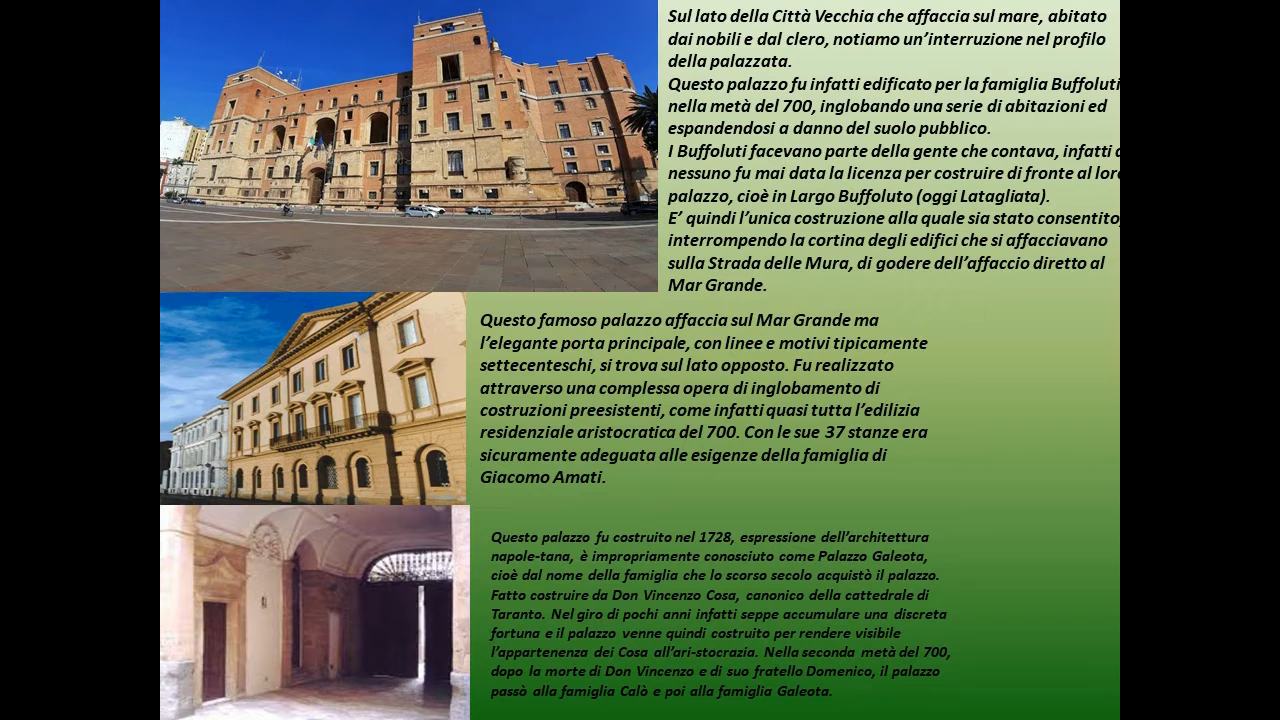 Sul lato della Città Vecchia che affaccia sul mare, abitato
dai nobili e dal clero, notiamo un'interruzione nel profilo
della palazzata.
Questo palazzo fu infatti edificato per la famiglia Buffoluti
nella metà del 700, inglobando una serie di abitazioni ed
espandendosi a danno del suolo pubblico.
I Buffoluti facevano parte della gente che contava, infatti
nessuno fu mai data la licenza per costruire di fronte al
palazzo, cioè in Largo Buffoluto (oggi Latagliata).
E' quindi l'unica costruzione alla quale sia stato consentito,
interrompendo la cortina degli edifici che si affacciavano
sulla Strada delle Mura, di godere dell'affaccio diretto al
Mar Grande.
Questo famoso palazzo affaccia sul Mar Grande ma
l'elegante porta principale, con linee e motivi tipicamente
settecenteschi, si trova sul lato opposto. Fu realizzato
attraverso una complessa opera di inglobamento di
costruzioni preesistenti, come infatti quasi tutta l'edilizia
residenziale aristocratica del 700. Con le sue 37 stanze era
sicuramente adeguata alle esigenze della famiglia di
Giacomo Amati.
Questo palazzo fu costruito nel 1728, espressione dell'architettura
napole-tana, è impropriamente conosciuto come Palazzo Galeota,
cioè dal nome della famiglia che lo scorso secolo acquistò il palazzo.
Fatto costruire da Don Vincenzo Cosa, canonico della cattedrale di
Taranto. Nel giro di pochi anni infatti seppe accumulare una discreta
fortuna e il palazzo venne quindi costruito per rendere visibile
l'appartenenza dei Cosa all'ari-stocrazia. Nella seconda metà del 700,
dopo la morte di Don Vincenzo e di suo fratello Domenico, il palazzo
passò alla famiglia Calò e poi alla famiglia Galeota.